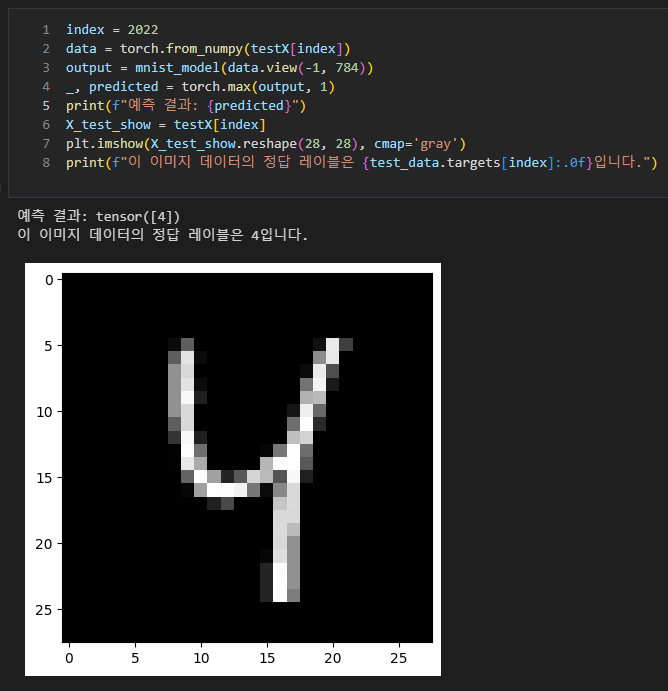 1 index = 2022
2 data = torch.from_numpy(testX[index])
3 output = mnist_model(data.view(-1, 784))
4 _, predicted = torch.max(output, 1)
5 print(f"예측 결과: {predicted}")
6 X_test_show = testX[index]
7 plt.imshow(X_test_show.reshape(28, 28), cmap='gray')
8 print(f"이 이미지 데이터의 정답 레이블은 {test_data.targets[index]:.0f}입니다.")
예측 결과: tensor([4])
이 이미지 데이터의 정답 레이블은 4입니다.
0
5
10
15
20
25
4
0 5 10 15 20 25